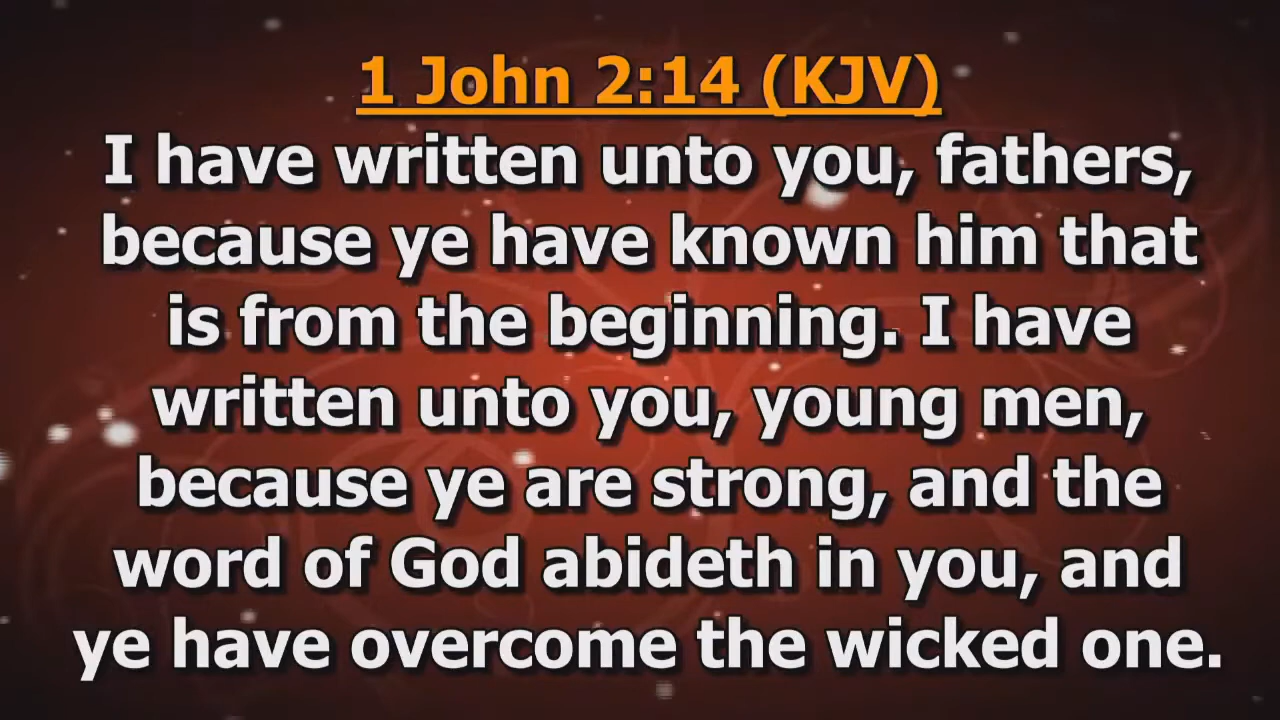 1 John 2:14 (KJV)
I have written unto you, fathers,
because ye have known him that
is from the beginning. I have
written unto you, young men,
because ye are strong, and the
word of God abideth in you, and
ye have overcome the wicked one.